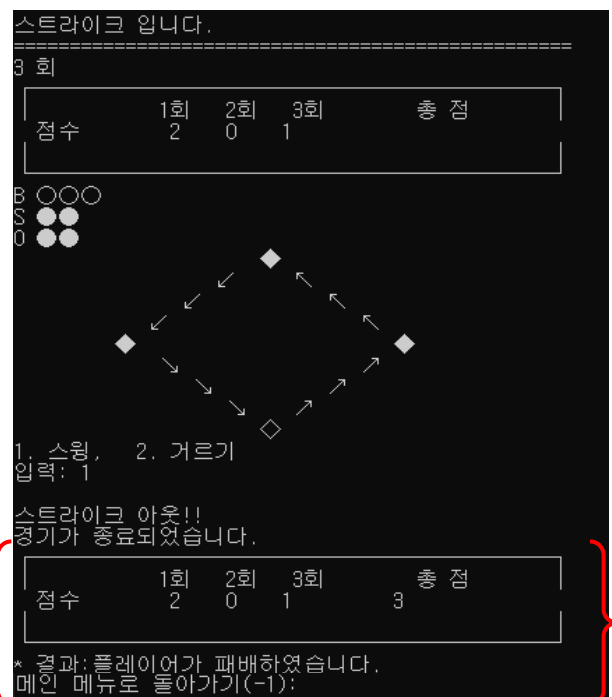 스트라이크 입니다.
==================================================
3 회
1회 2회 3회 총 점
점수 2 0 1
B ○○○
S ●●
O ●●
1. 스윙, 2. 거르기
입력: 1
스트라이크 아웃!!
경기가 종료되었습니다.
1회 2회 3회 총 점
점수 2 0 1 3
* 결과:플레이어가 패배하였습니다.
메인 메뉴로 돌아가기(-1):